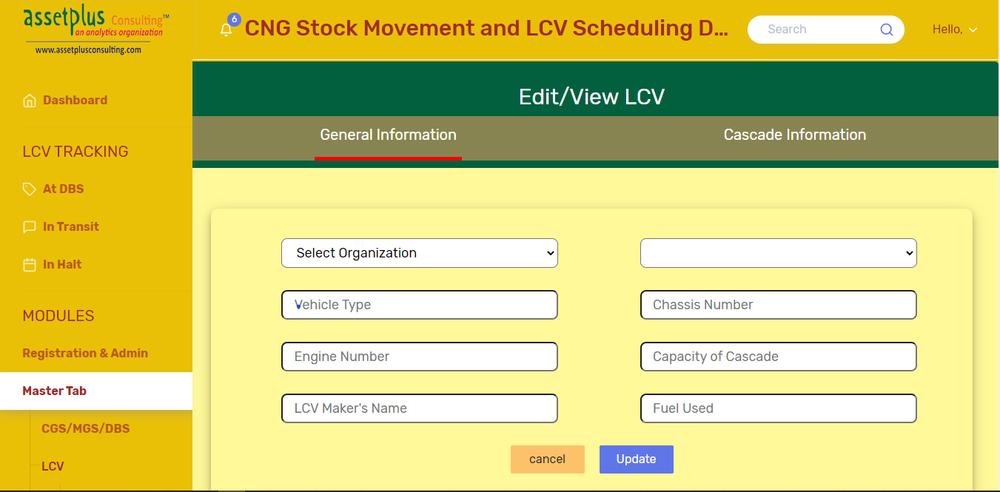 assetplus Consulting™
an analytics organization
www.assetplusconsulting.com
6
CNG Stock Movement and LCV Scheduling D...
Search
Hello,
Dashboard
LCV TRACKING
At DBS
In Transit
In Halt
MODULES
Registration & Admin
Master Tab
CGS/MGS/DBS
LCV
Edit/View LCV
General Information
Cascade Information
Select Organization
Vehicle Type
Chassis Number
Engine Number
Capacity of Cascade
LCV Maker's Name
Fuel Used
cancel
Update